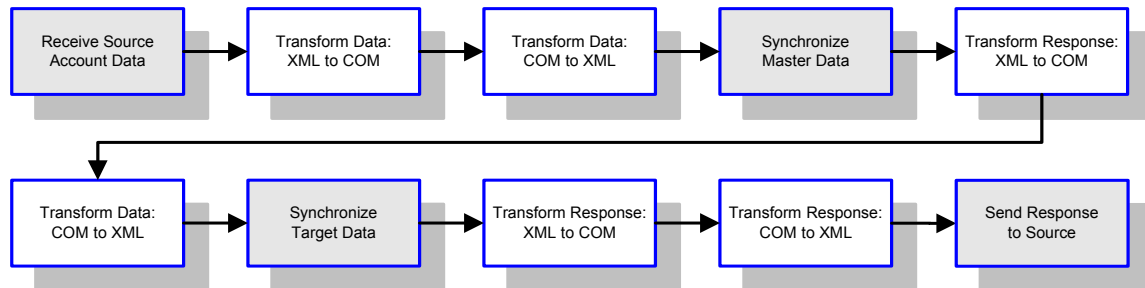 Receive Source
Account Data
Transform Data:
XML to COM
Transform Data:
COM to XML
Synchronize
Master Data
Transform Response:
XML to COM
Transform Data:
COM to XML
Synchronize
Target Data
Transform Response:
XML to COM
Transform Response:
COM to XML
Send Response
to Source